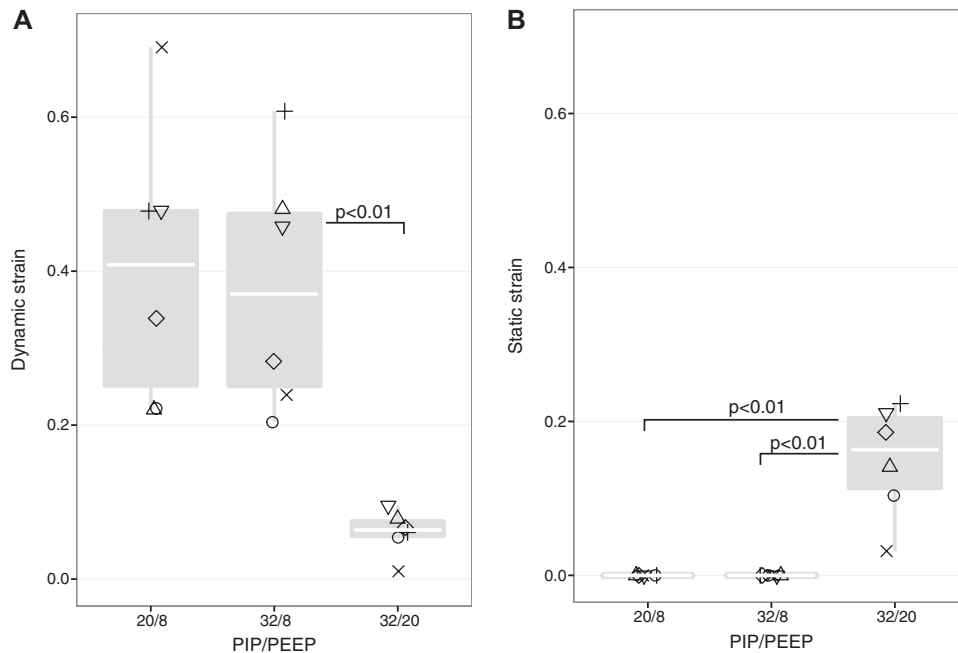 A
Dynamic strain
0.6
0.4
0.2
0.0
p<0.01
20/8
32/8
32/20
PIP/PEEP
B
Static strain
0.6
0.4
0.2
0.0
p<0.01
p<0.01
20/8
32/8
32/20
PIP/PEEP